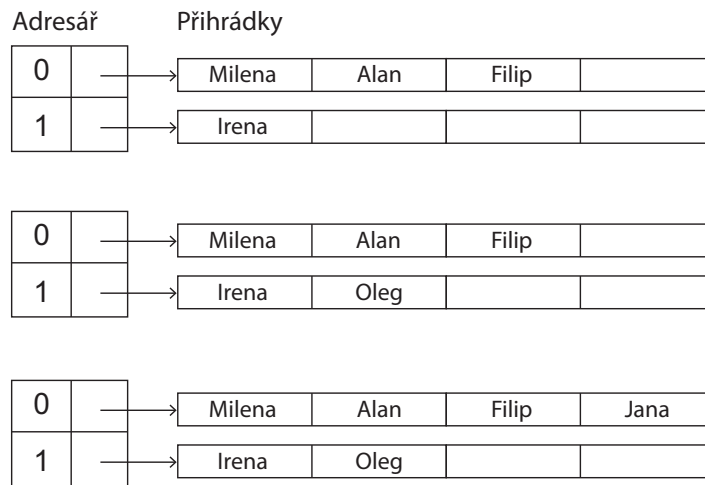 Adresář Přihrádky
0 Milena Alan Filip
1 Irena
0 Milena Alan Filip
1 Irena Oleg
0 Milena Alan Filip Jana
1 Irena Oleg